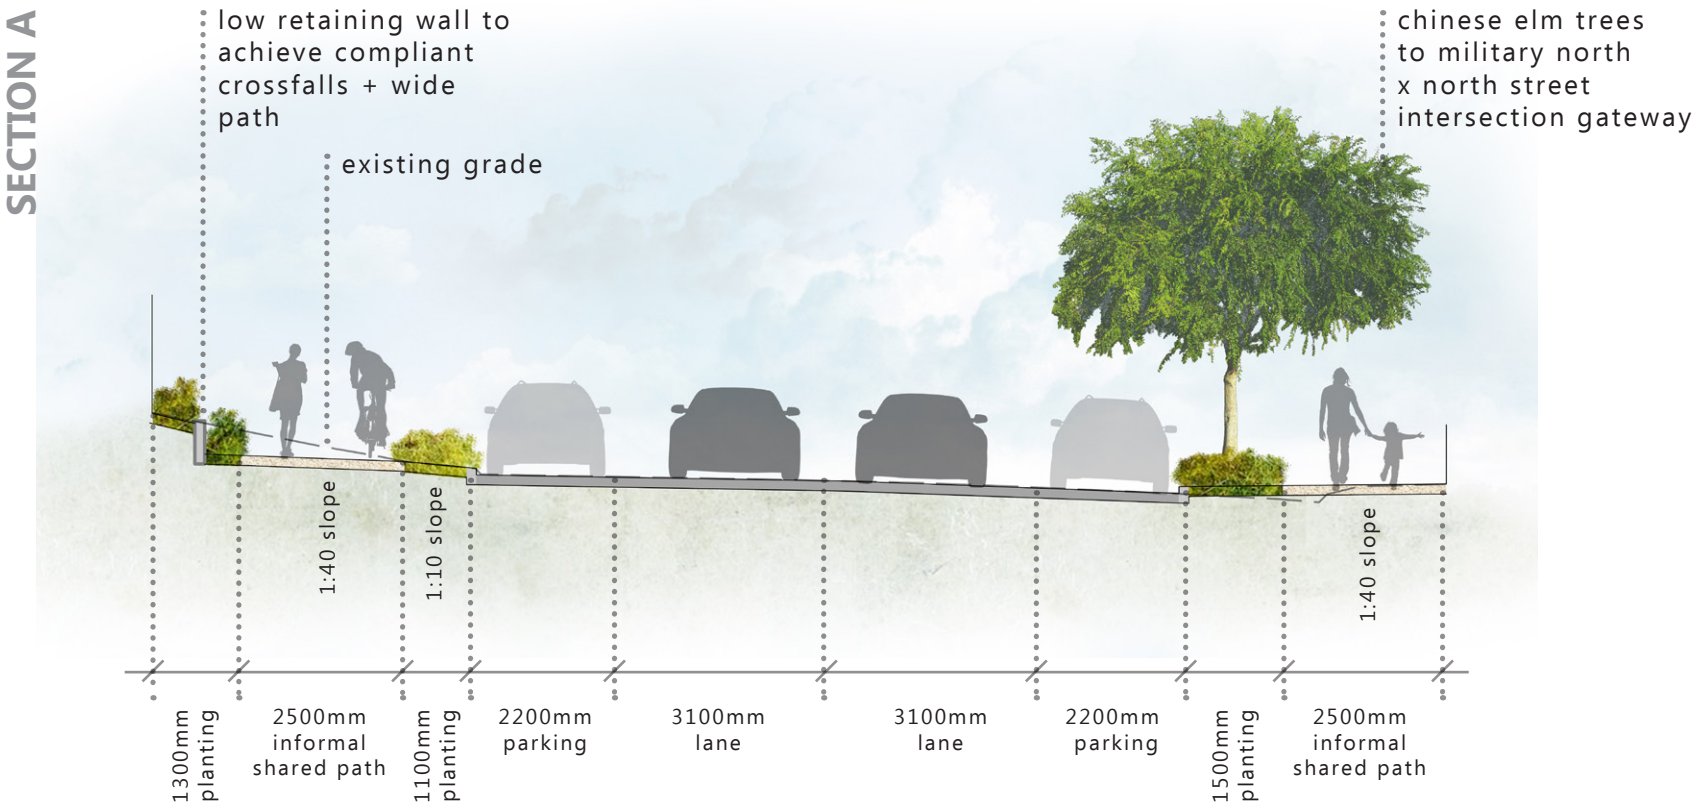 SECTION A
low retaining wall to
achieve compliant
crossfalls + wide
path
existing grade
chinese elm trees
to military north
x north street
intersection gateway
1:40 slope
1:10 slope
1:40 slope
1300mm
planting
2500mm
informal
shared path
1100mm
planting
2200mm
parking
3100mm
lane
3100mm
lane
2200mm
parking
1500mm
planting
2500mm
informal
shared path